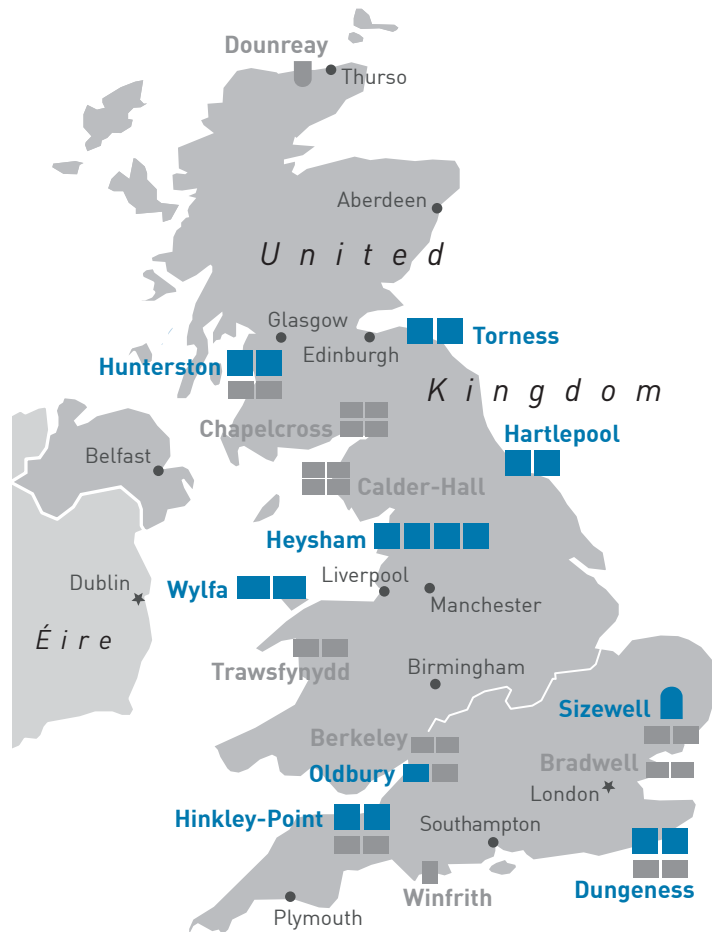 Dounreay
Thurso
Aberdeen
United
Glasgow
Edinburgh
Torness
Hunterston
Kingdom
Chapelcross
Hartlepool
Belfast
Calder-Hall
Heysham
Liverpool
Dublin
Wylfa
Manchester
Éire
Trawsfynydd
Birmingham
Sizewell
Berkeley
Bradwell
Oldbury
London
Hinkley-Point
Southampton
Winfrith
Dungeness
Plymouth